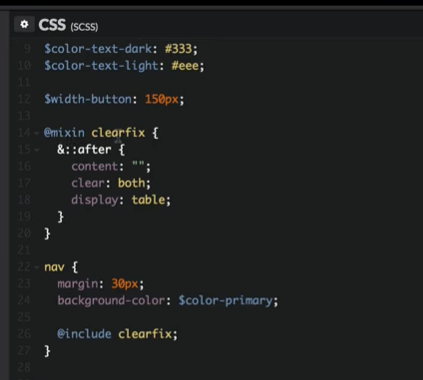 CSS (SCSS)
9 $color-text-dark: #333;
10 $color-text-light: #eee;
11
12 $width-button: 150px;
13
14 @mixin clearfix {
15 &::after {
16 content: "";
17 clear: both;
18 display: table;
19 }
20 }
21
22 nav {
23 margin: 30px;
24 background-color: $color-primary;
25
26 @include clearfix;
27 }
28